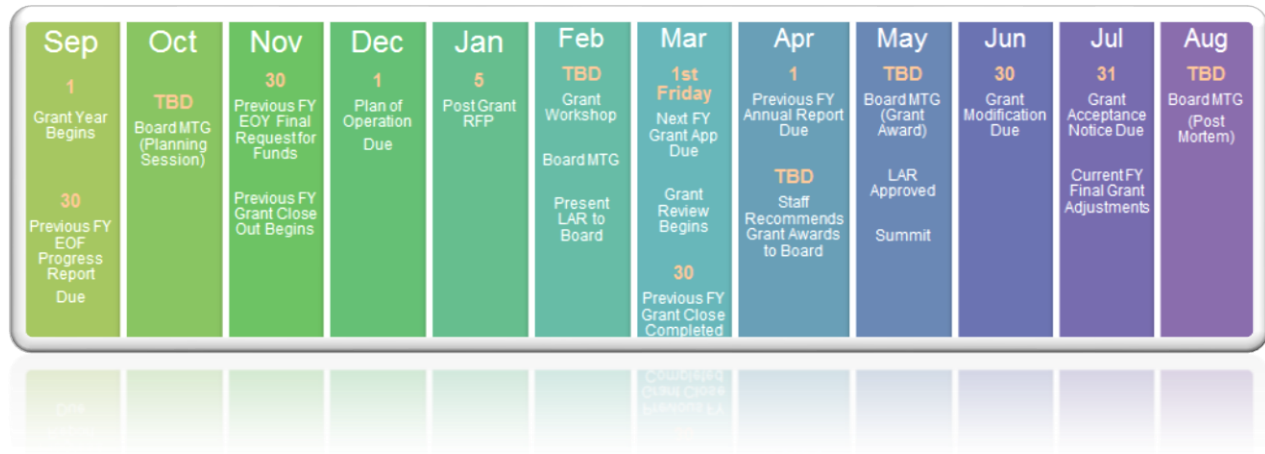 Sep
1
Grant Year
Begins
30
Previous FY
EOF
Progress
Report
Due
Oct
TBD
Board MTG
(Planning
Session)
Nov
30
Previous FY
EOY Final
Request for
Funds
Previous FY
Grant Close
Out Begins
Dec
1
Plan of
Operation
Due
Jan
5
Post Grant
RFP
Feb
TBD
Grant
Workshop
Board MTG
Present
LAR to
Board
Mar
1st
Friday
Next FY
Grant App
Due
Grant
Review
Begins
30
Previous FY
Grant Close
Completed
Apr
1
Previous FY
Annual Report
Due
TBD
Staff
Recommends
Grant Awards
to Board
May
TBD
Board MTG
(Grant
Award)
LAR
Approved
Summit
Jun
30
Grant
Modification
Due
Jul
31
Grant
Acceptance
Notice Due
Current FY
Final Grant
Adjustments
Aug
TBD
Board MTG
(Post
Mortem)